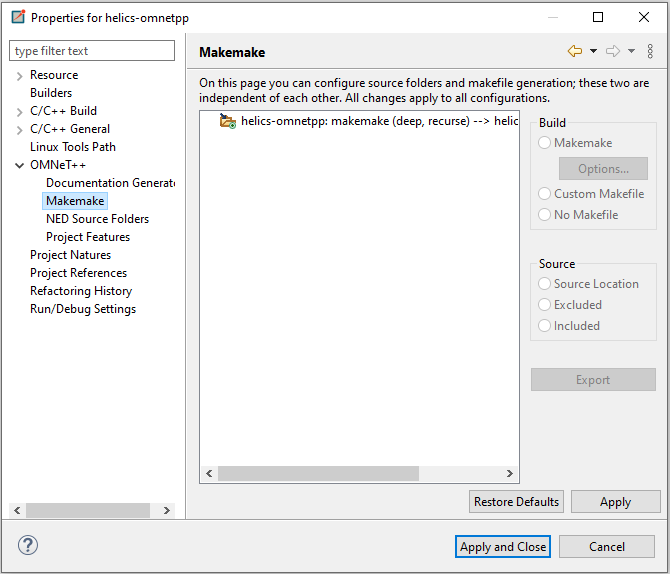 Properties for helics-omnetpp
type filter text
Resource
Builders
C/C++ Build
C/C++ General
Linux Tools Path
OMNeT++
Documentation Generato
Makemake
NED Source Folders
Project Features
Project Natures
Project References
Refactoring History
Run/Debug Settings
Makemake
On this page you can configure source folders and makefile generation; these two are
independent of each other. All changes apply to all configurations.
helics-omnetpp: makemake (deep, recurse) --> helic
Build
Makemake
Options...
Custom Makefile
No Makefile
Source
Source Location
Excluded
Included
Export
Restore Defaults
Apply
?
Apply and Close
Cancel